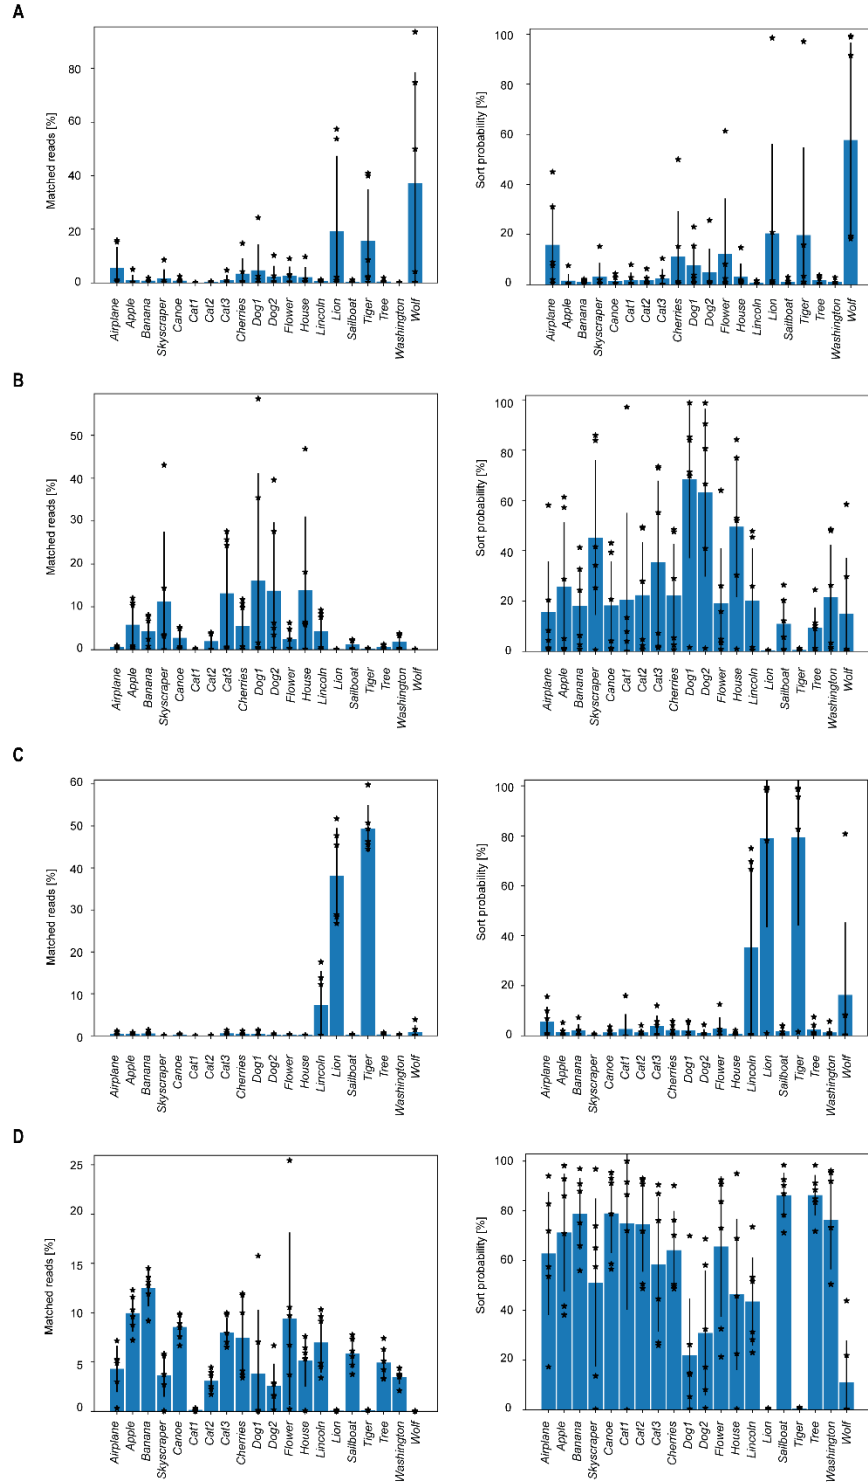 A
Matched reads [%]
80
60
40
20
0
Airplane
Apple
Banana
Skyscraper
Canoe
Cat1
Cat2
Cat3
Cherries
Dog1
Dog2
Flower
House
Lincoln
Lion
Sailboat
Tiger
Tree
Washington
Wolf
Sort probability [%]
100
80
60
40
20
0
Airplane
Apple
Banana
Skyscraper
Canoe
Cat1
Cat2
Cat3
Cherries
Dog1
Dog2
Flower
House
Lincoln
Lion
Sailboat
Tiger
Tree
Washington
Wolf
B
Matched reads [%]
50
40
30
20
10
0
Airplane
Apple
Banana
Skyscraper
Canoe
Cat1
Cat2
Cat3
Cherries
Dog1
Dog2
Flower
House
Lincoln
Lion
Sailboat
Tiger
Tree
Washington
Wolf
Sort probability [%]
100
80
60
40
20
0
Airplane
Apple
Banana
Skyscraper
Canoe
Cat1
Cat2
Cat3
Cherries
Dog1
Dog2
Flower
House
Lincoln
Lion
Sailboat
Tiger
Tree
Washington
Wolf
C
Matched reads [%]
60
50
40
30
20
10
0
Airplane
Apple
Banana
Skyscraper
Canoe
Cat1
Cat2
Cat3
Cherries
Dog1
Dog2
Flower
House
Lincoln
Lion
Sailboat
Tiger
Tree
Washington
Wolf
Sort probability [%]
100
80
60
40
20
0
Airplane
Apple
Banana
Skyscraper
Canoe
Cat1
Cat2
Cat3
Cherries
Dog1
Dog2
Flower
House
Lincoln
Lion
Sailboat
Tiger
Tree
Washington
Wolf
D
Matched reads [%]
25
20
15
10
5
0
Airplane
Apple
Banana
Skyscraper
Canoe
Cat1
Cat2
Cat3
Cherries
Dog1
Dog2
Flower
House
Lincoln
Lion
Sailboat
Tiger
Tree
Washington
Wolf
Sort probability [%]
100
80
60
40
20
0
Airplane
Apple
Banana
Skyscraper
Canoe
Cat1
Cat2
Cat3
Cherries
Dog1
Dog2
Flower
House
Lincoln
Lion
Sailboat
Tiger
Tree
Washington
Wolf